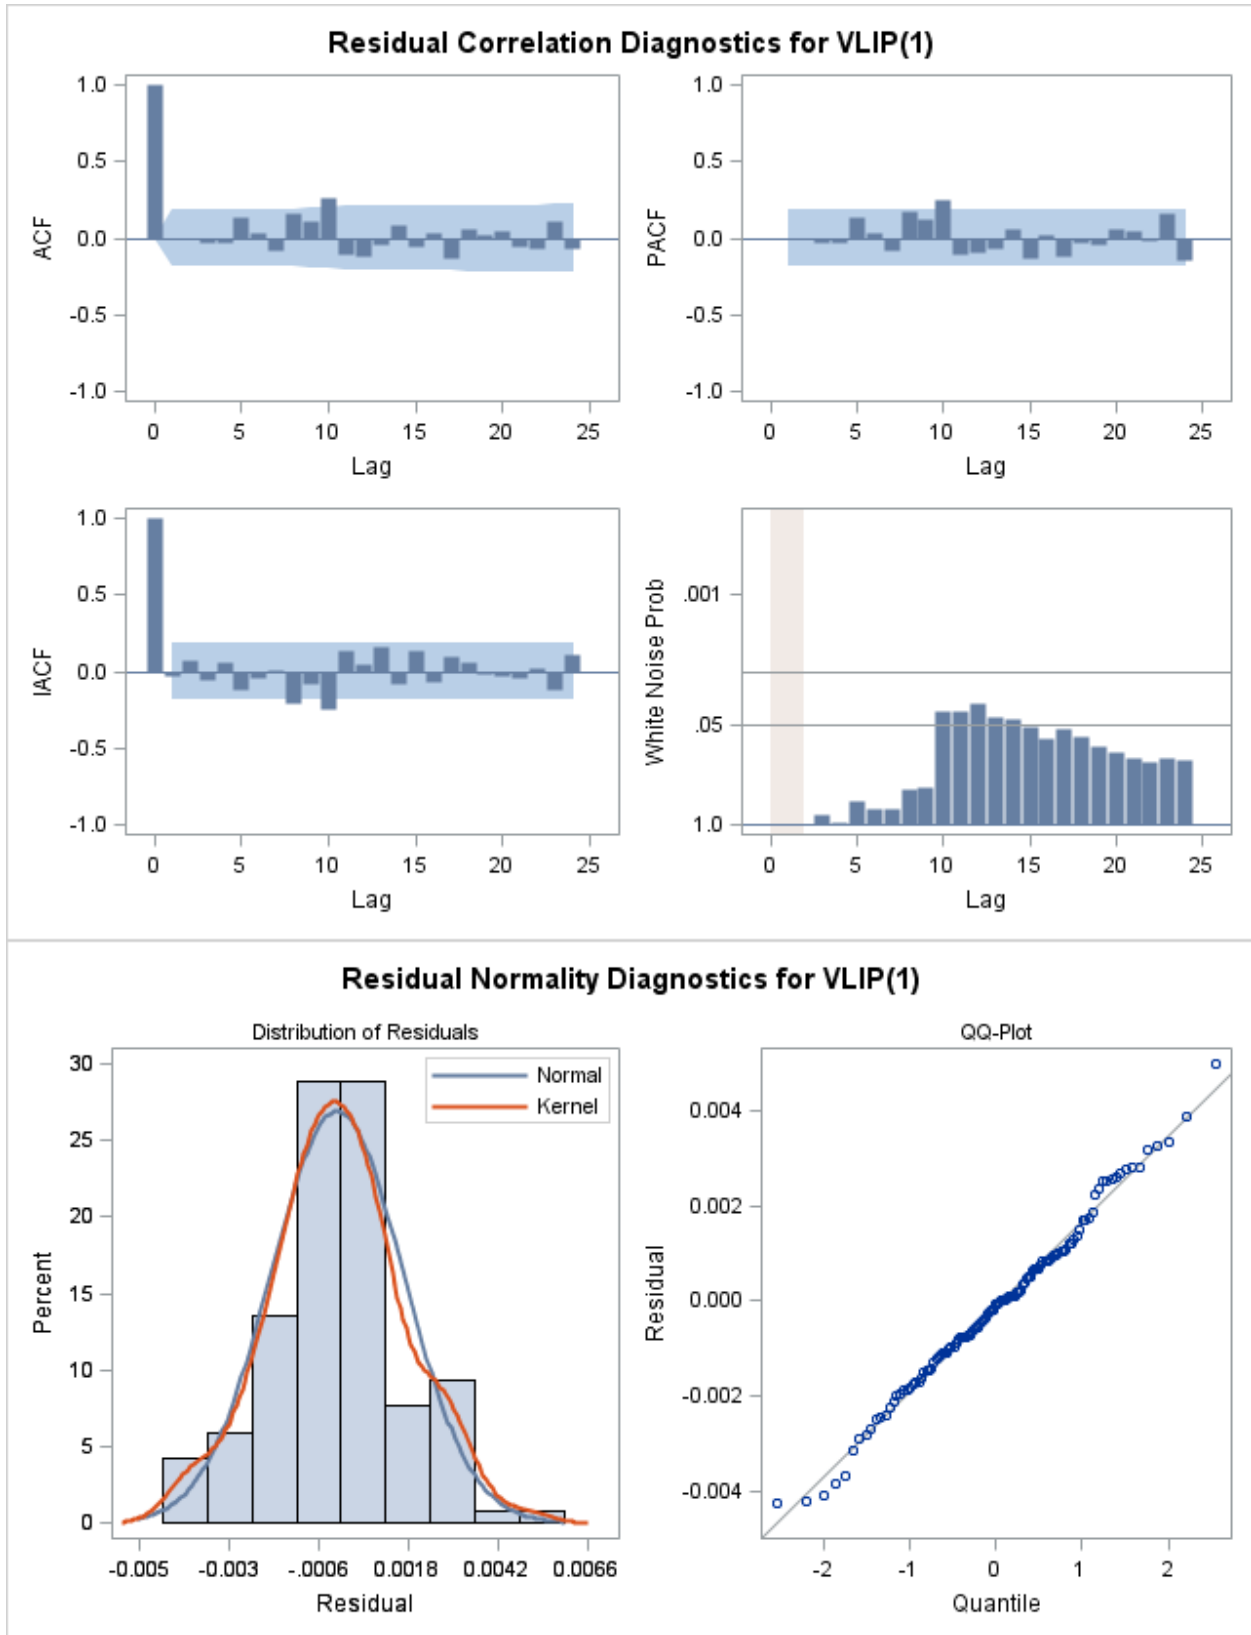 Residual Correlation Diagnostics for VLIP(1)
1.0
0.5
0.0
-0.5
-1.0
ACF
0 5 10 15 20 25
Lag
1.0
0.5
0.0
-0.5
-1.0
PACF
0 5 10 15 20 25
Lag
1.0
0.5
0.0
-0.5
-1.0
IACF
0 5 10 15 20 25
Lag
.001
.05
1.0
White Noise Prob
0 5 10 15 20 25
Lag
Residual Normality Diagnostics for VLIP(1)
Distribution of Residuals
30
25
20
15
10
5
0
Percent
Normal
Kernel
-0.005 -0.003 -.0006 0.0018 0.0042 0.0066
Residual
QQ-Plot
0.004
0.002
0.000
-0.002
-0.004
Residual
-2 -1 0 1 2
Quantile